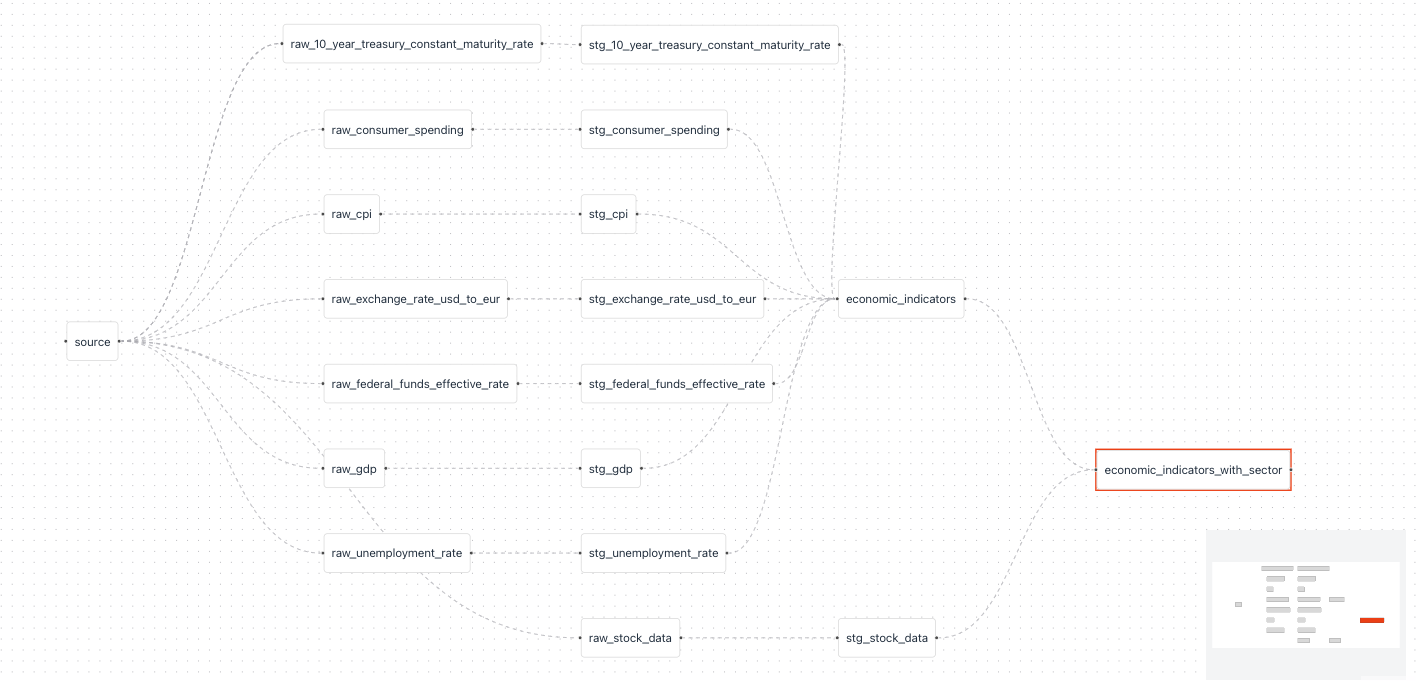 raw_10_year_treasury_constant_maturity_rate
stg_10_year_treasury_constant_maturity_rate
raw_consumer_spending
stg_consumer_spending
raw_cpi
stg_cpi
raw_exchange_rate_usd_to_eur
stg_exchange_rate_usd_to_eur
economic_indicators
source
raw_federal_funds_effective_rate
stg_federal_funds_effective_rate
raw_gdp
stg_gdp
economic_indicators_with_sector
raw_unemployment_rate
stg_unemployment_rate
raw_stock_data
stg_stock_data